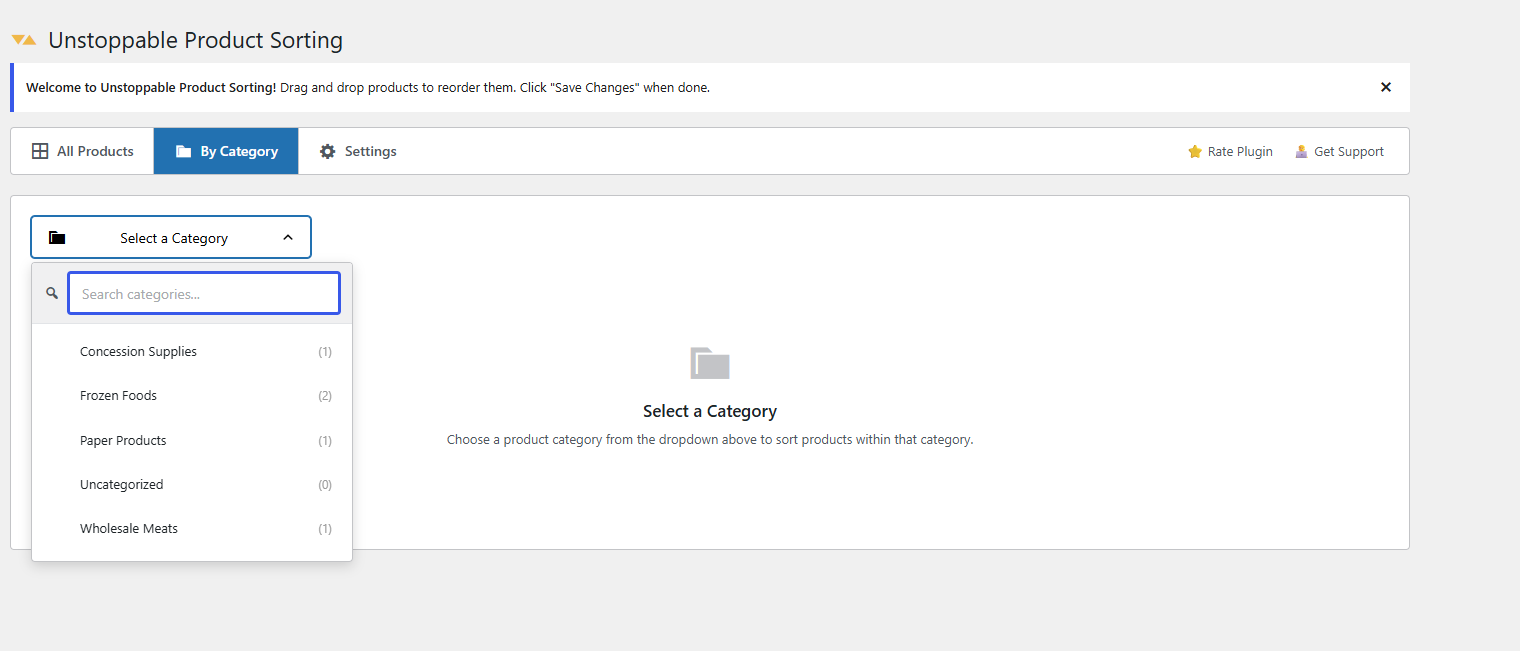 Unstoppable Product Sorting
Welcome to Unstoppable Product Sorting! Drag and drop products to reorder them. Click "Save Changes" when done.
All Products By Category Settings Rate Plugin Get Support
Select a Category
Search categories...
Concession Supplies (1)
Frozen Foods (2)
Paper Products (1)
Uncategorized (0)
Wholesale Meats (1)
Select a Category
Choose a product category from the dropdown above to sort products within that category.